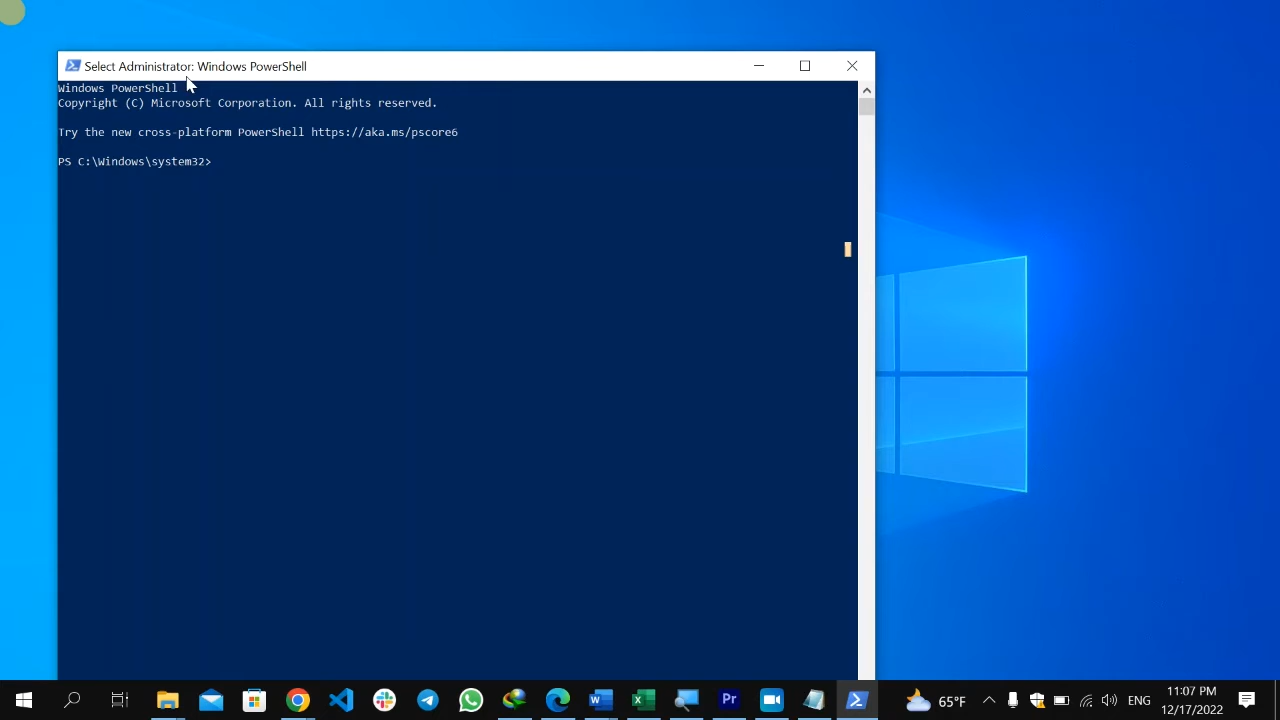 Select Administrator: Windows PowerShell
Windows PowerShell
Copyright (C) Microsoft Corporation. All rights reserved.
Try the new cross-platform PowerShell https://aka.ms/pscore6
PS C:\Windows\system32>
W
X
Pr
65°F
ENG
11:07 PM
12/17/2022